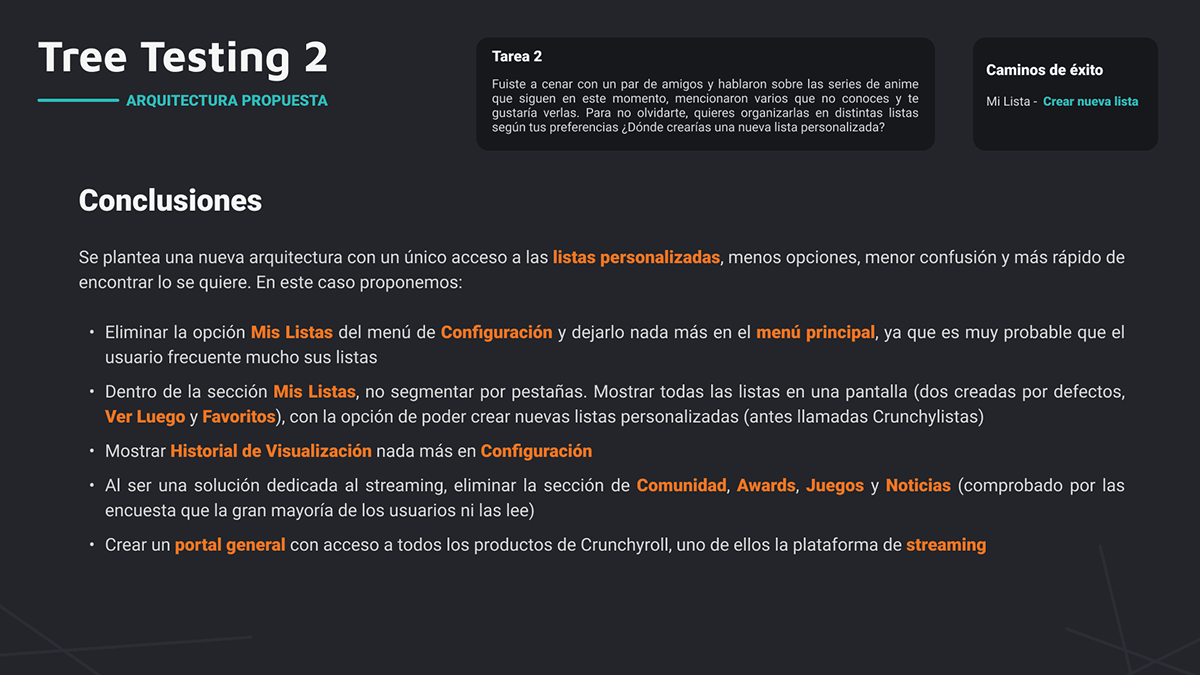 Tree Testing 2
ARQUITECTURA PROPUESTA
Tarea 2
Fuiste a cenar con un par de amigos y hablaron sobre las series de anime
que siguen en este momento, mencionaron varios que no conoces y te
gustaría verlas. Para no olvidarte, quieres organizarlas en distintas listas
según tus preferencias ¿Dónde crearías una nueva lista personalizada?
Caminos de éxito
Mi Lista - Crear nueva lista
Conclusiones
Se plantea una nueva arquitectura con un único acceso a las listas personalizadas, menos opciones, menor confusión y más rápido de
encontrar lo se quiere. En este caso proponemos:
• Eliminar la opción Mis Listas del menú de Configuración y dejarlo nada más en el menú principal, ya que es muy probable que el
usuario frecuente mucho sus listas
• Dentro de la sección Mis Listas, no segmentar por pestañas. Mostrar todas las listas en una pantalla (dos creadas por defectos,
Ver Luego y Favoritos), con la opción de poder crear nuevas listas personalizadas (antes llamadas Crunchylistas)
• Mostrar Historial de Visualización nada más en Configuración
• Al ser una solución dedicada al streaming, eliminar la sección de Comunidad, Awards, Juegos y Noticias (comprobado por las
encuesta que la gran mayoría de los usuarios ni las lee)
• Crear un portal general con acceso a todos los productos de Crunchyroll, uno de ellos la plataforma de streaming